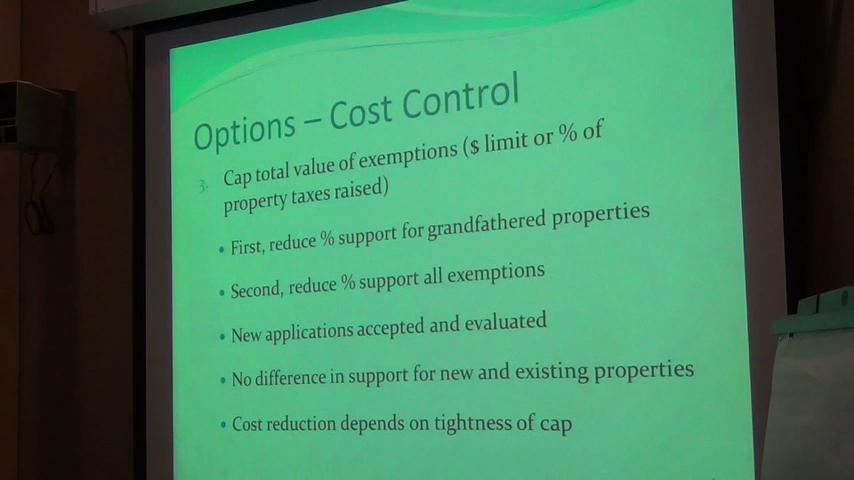 Options – Cost Control
3. Cap total value of exemptions ($ limit or % of
property taxes raised)
• First, reduce % support for grandfathered properties
• Second, reduce % support all exemptions
• New applications accepted and evaluated
• No difference in support for new and existing properties
• Cost reduction depends on tightness of cap